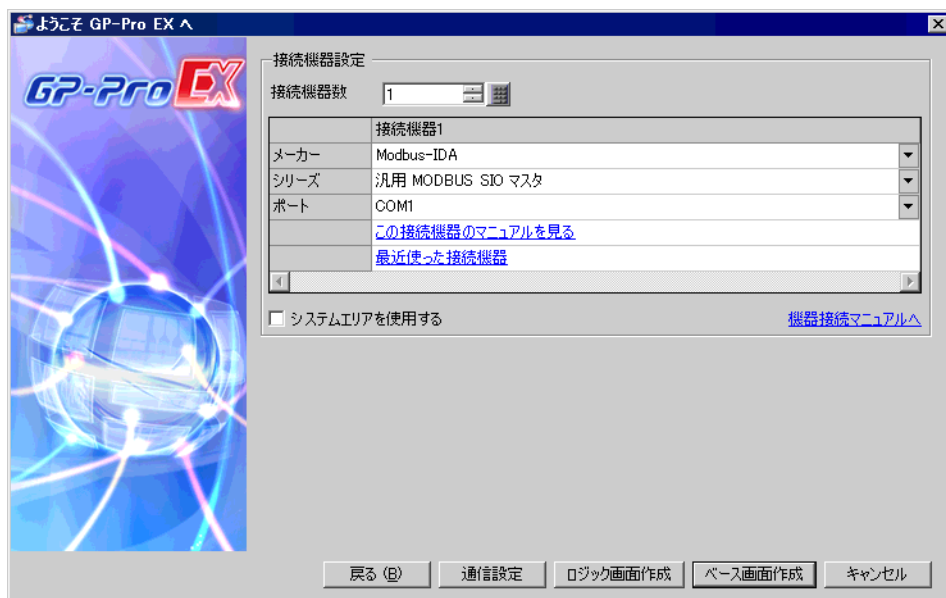 ようこそ GP-Pro EX へ
GP-Pro EX
接続機器設定
接続機器数 1
接続機器1
メーカー Modbus-IDA
シリーズ 汎用 MODBUS SIO マスタ
ポート COM1
この接続機器のマニュアルを見る
最近使った接続機器
システムエリアを使用する 機器接続マニュアルへ
戻る (B) 通信設定 ロジック画面作成 ベース画面作成 キャンセル